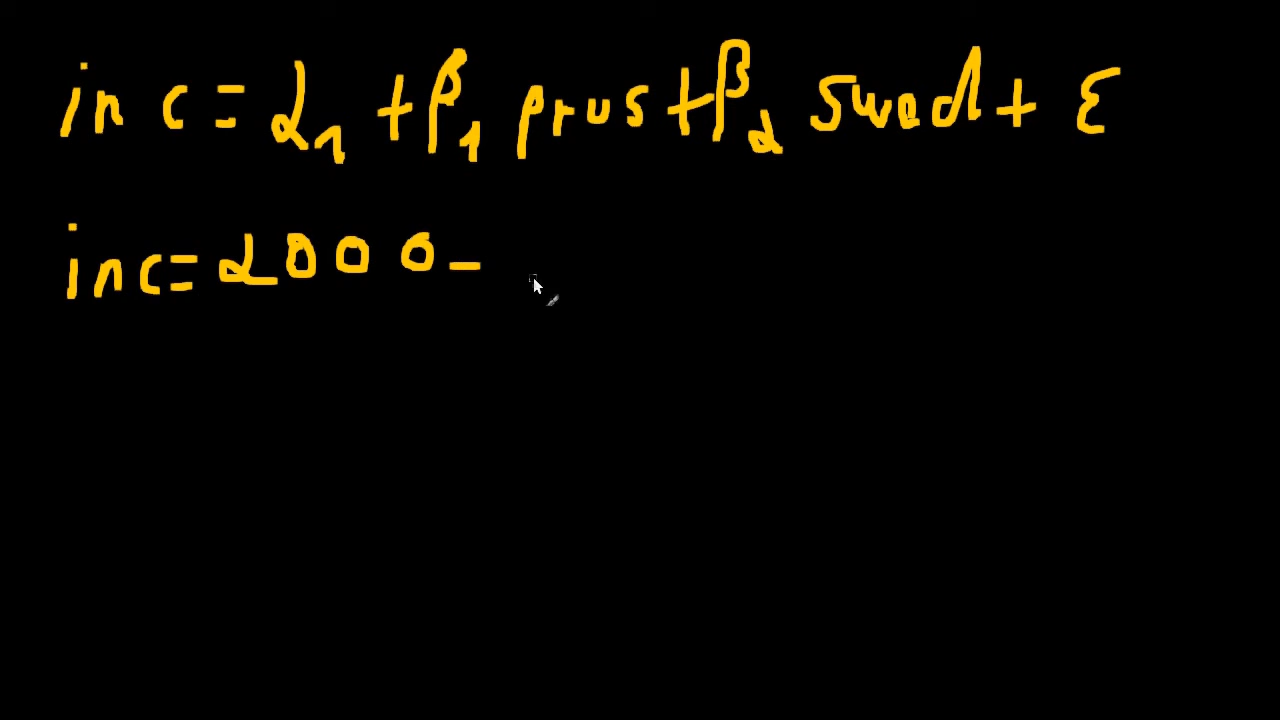 inc = α₁ + β₁ prus + β₂ swed + ε
inc = 2000 -